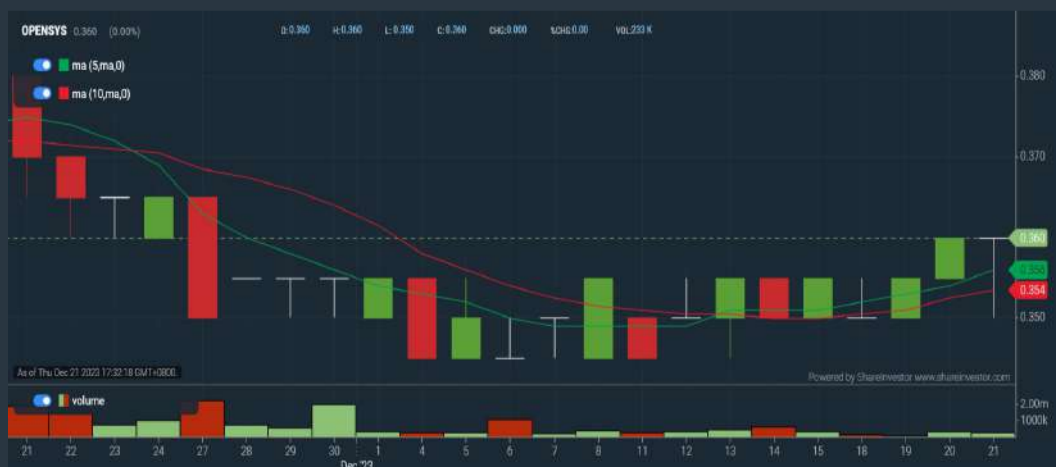 OPENSYS 0.360 (0.00%) O: 0.360 H: 0.360 L: 0.350 C: 0.360 CHG: 0.000 %CHG: 0.00 VOL: 233 K
ma (5,ma,0)
ma (10,ma,0)
0.380
0.370
0.360
0.356
0.354
0.350
As of Thu Dec 21 2023 17:32:18 GMT+0800.
Powered by ShareInvestor www.shareinvestor.com
volume
2.00m
1000k
21 22 23 24 27 28 29 30 1 4 5 6 7 8 11 12 13 14 15 18 19 20 21
Dec '23